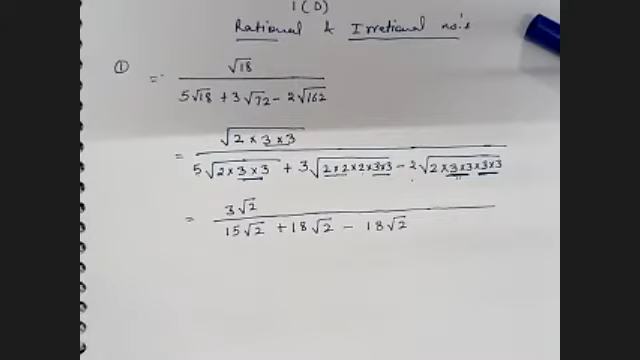 1(D)
Rational & Irrational no.'s
① = √18 / 5√18 + 3√72 - 2√162
= √2 × 3 × 3 / 5√2 × 3 × 3 + 3√2 × 2 × 2 × 3 × 3 - 2√2 × 3 × 3 × 3 × 3
= 3√2 / 15√2 + 18√2 - 18√2